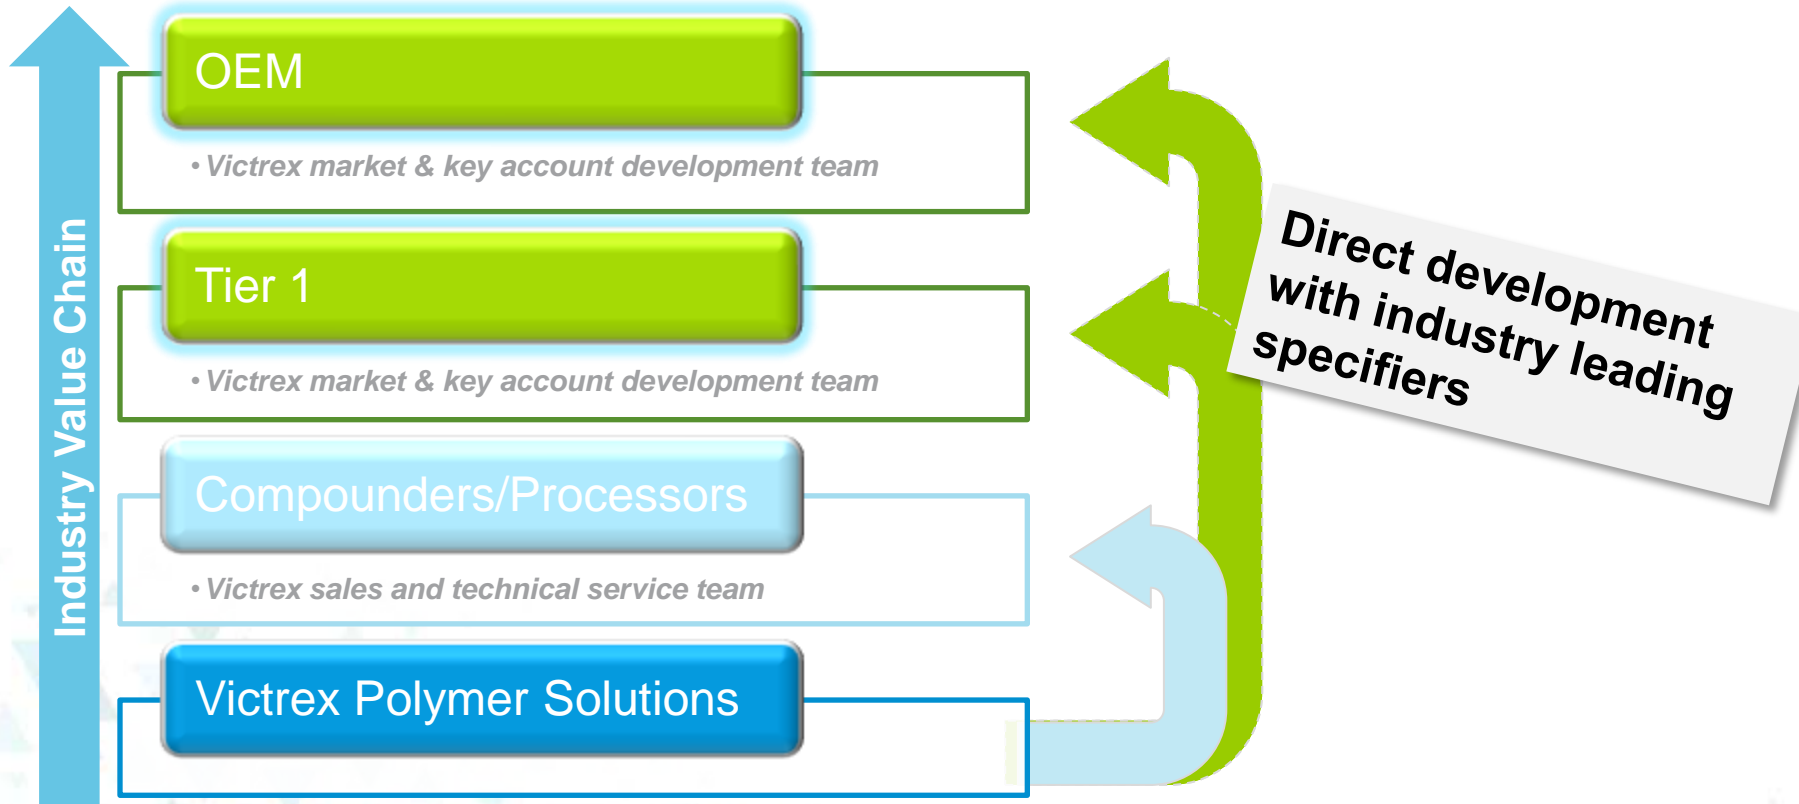 OEM
• Victrex market & key account development team
Tier 1
• Victrex market & key account development team
Compounders/Processors
• Victrex sales and technical service team
Victrex Polymer Solutions
Industry Value Chain
Direct development
with industry leading
specifiers